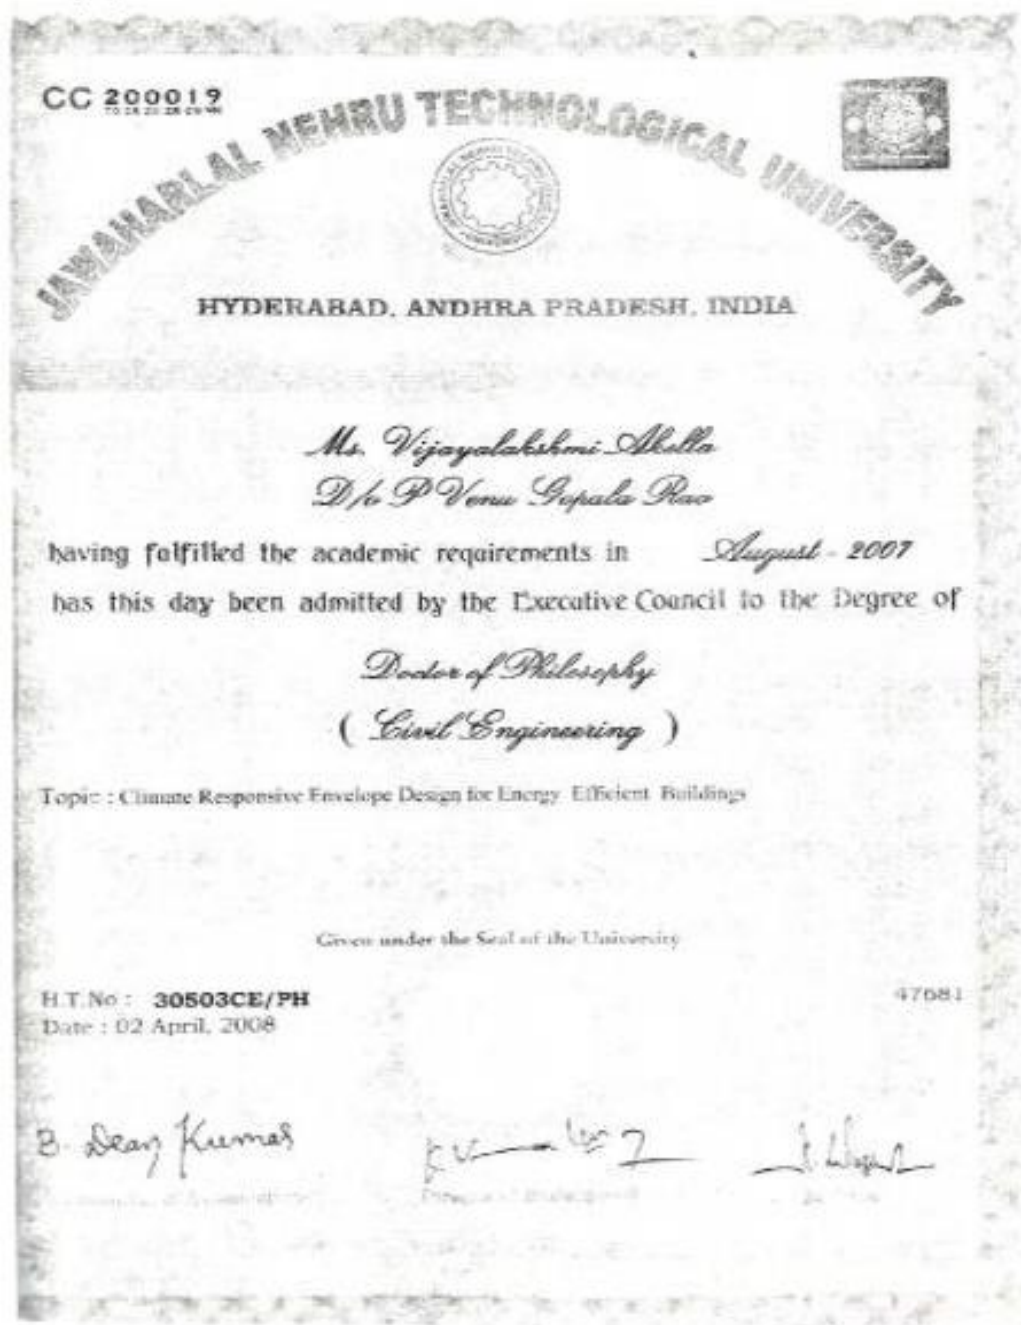 CC 200019
JAWAHARLAL NEHRU TECHNOLOGICAL UNIVERSITY
HYDERABAD, ANDHRA PRADESH, INDIA
Ms. Vijayalakshmi Akella
D/o P Venu Gopala Rao
having fulfilled the academic requirements in August - 2007
has this day been admitted by the Executive Council to the Degree of
Doctor of Philosophy
( Civil Engineering )
Topic : Climate Responsive Envelope Design for Energy Efficient Buildings
Given under the Seal of the University
H.T.No : 30503CE/PH
47681
Date : 02 April, 2008
B. Dean Kumar